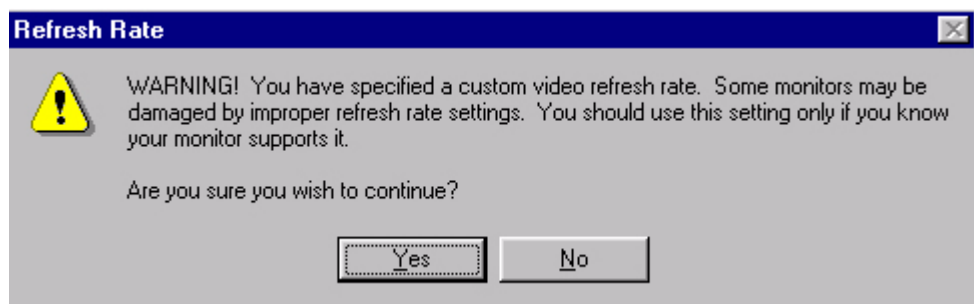 Refresh Rate
WARNING!  You have specified a custom video refresh rate.  Some monitors may be
damaged by improper refresh rate settings.  You should use this setting only if you know
your monitor supports it.
Are you sure you wish to continue?
Yes
No